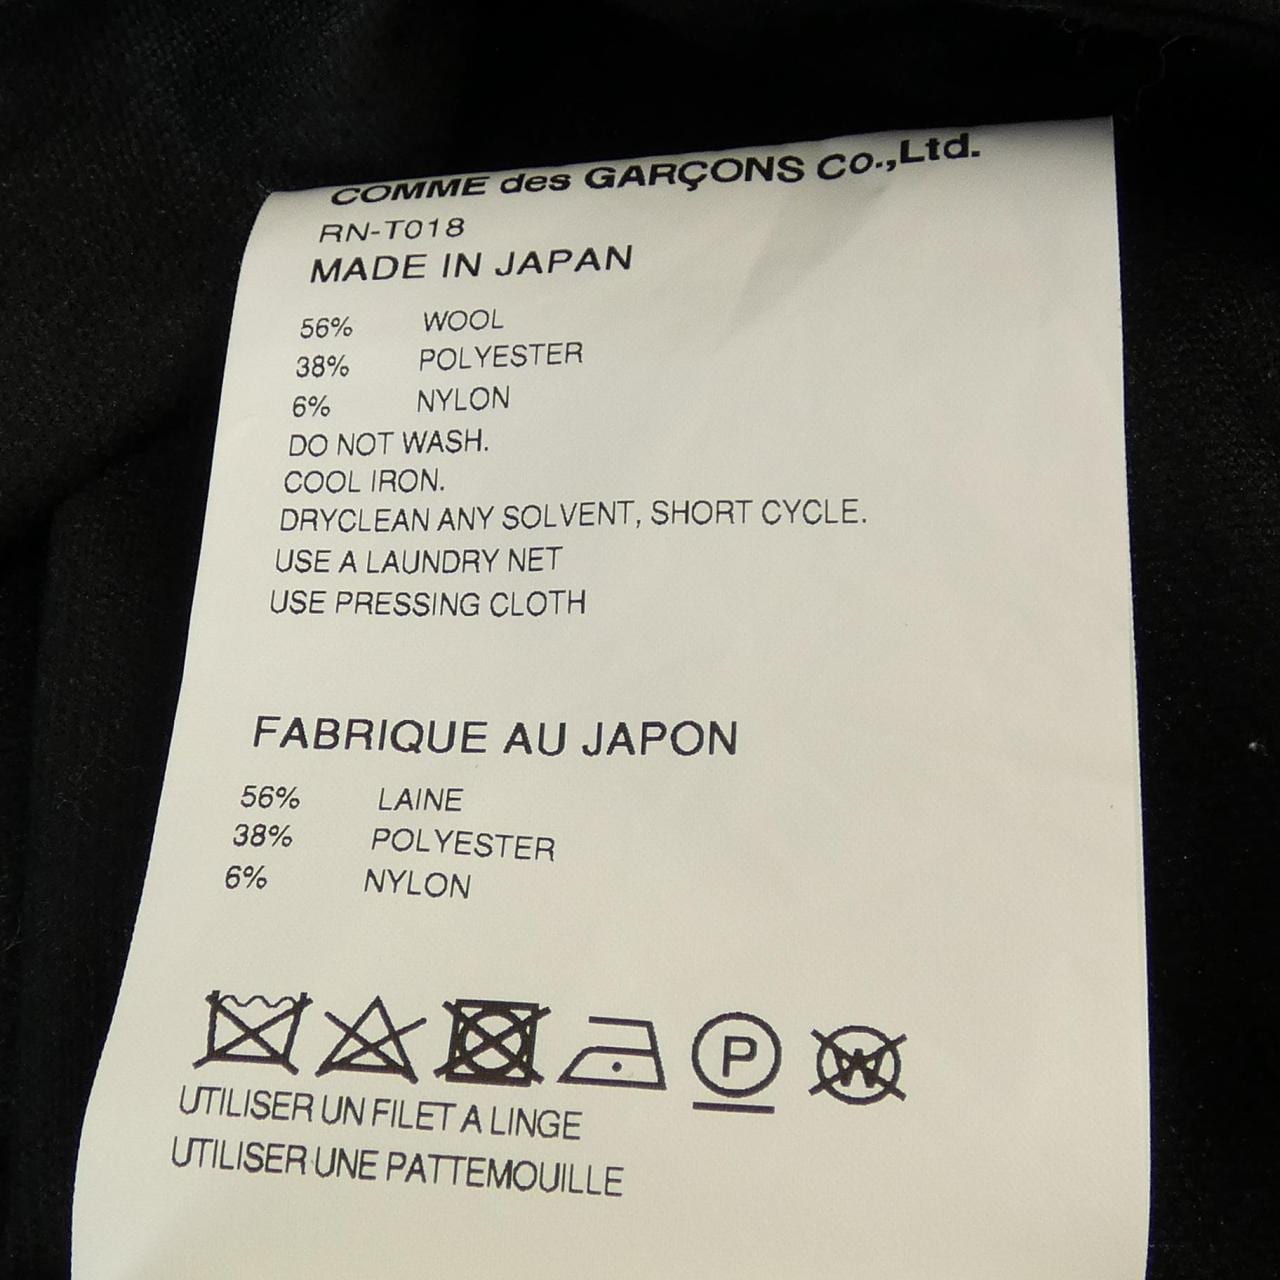 COMME des GARÇONS Co.,Ltd.
RN-T018
MADE IN JAPAN
56% WOOL
38% POLYESTER
6% NYLON
DO NOT WASH.
COOL IRON.
DRYCLEAN ANY SOLVENT, SHORT CYCLE.
USE A LAUNDRY NET
USE PRESSING CLOTH
FABRIQUE AU JAPON
56% LAINE
38% POLYESTER
6% NYLON
P W
UTILISER UN FILET A LINGE
UTILISER UNE PATTEMOUILLE